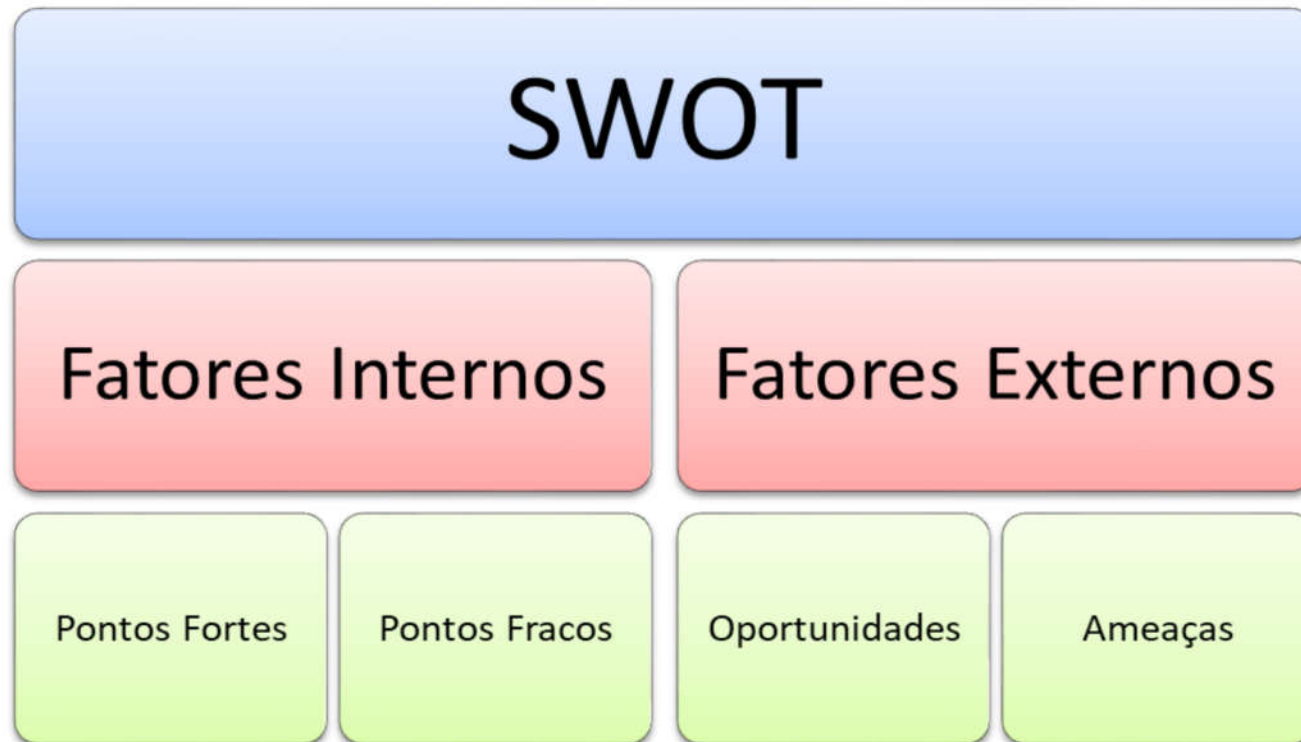 SWOT
Fatores Internos
Fatores Externos
Pontos Fortes
Pontos Fracos
Oportunidades
Ameaças